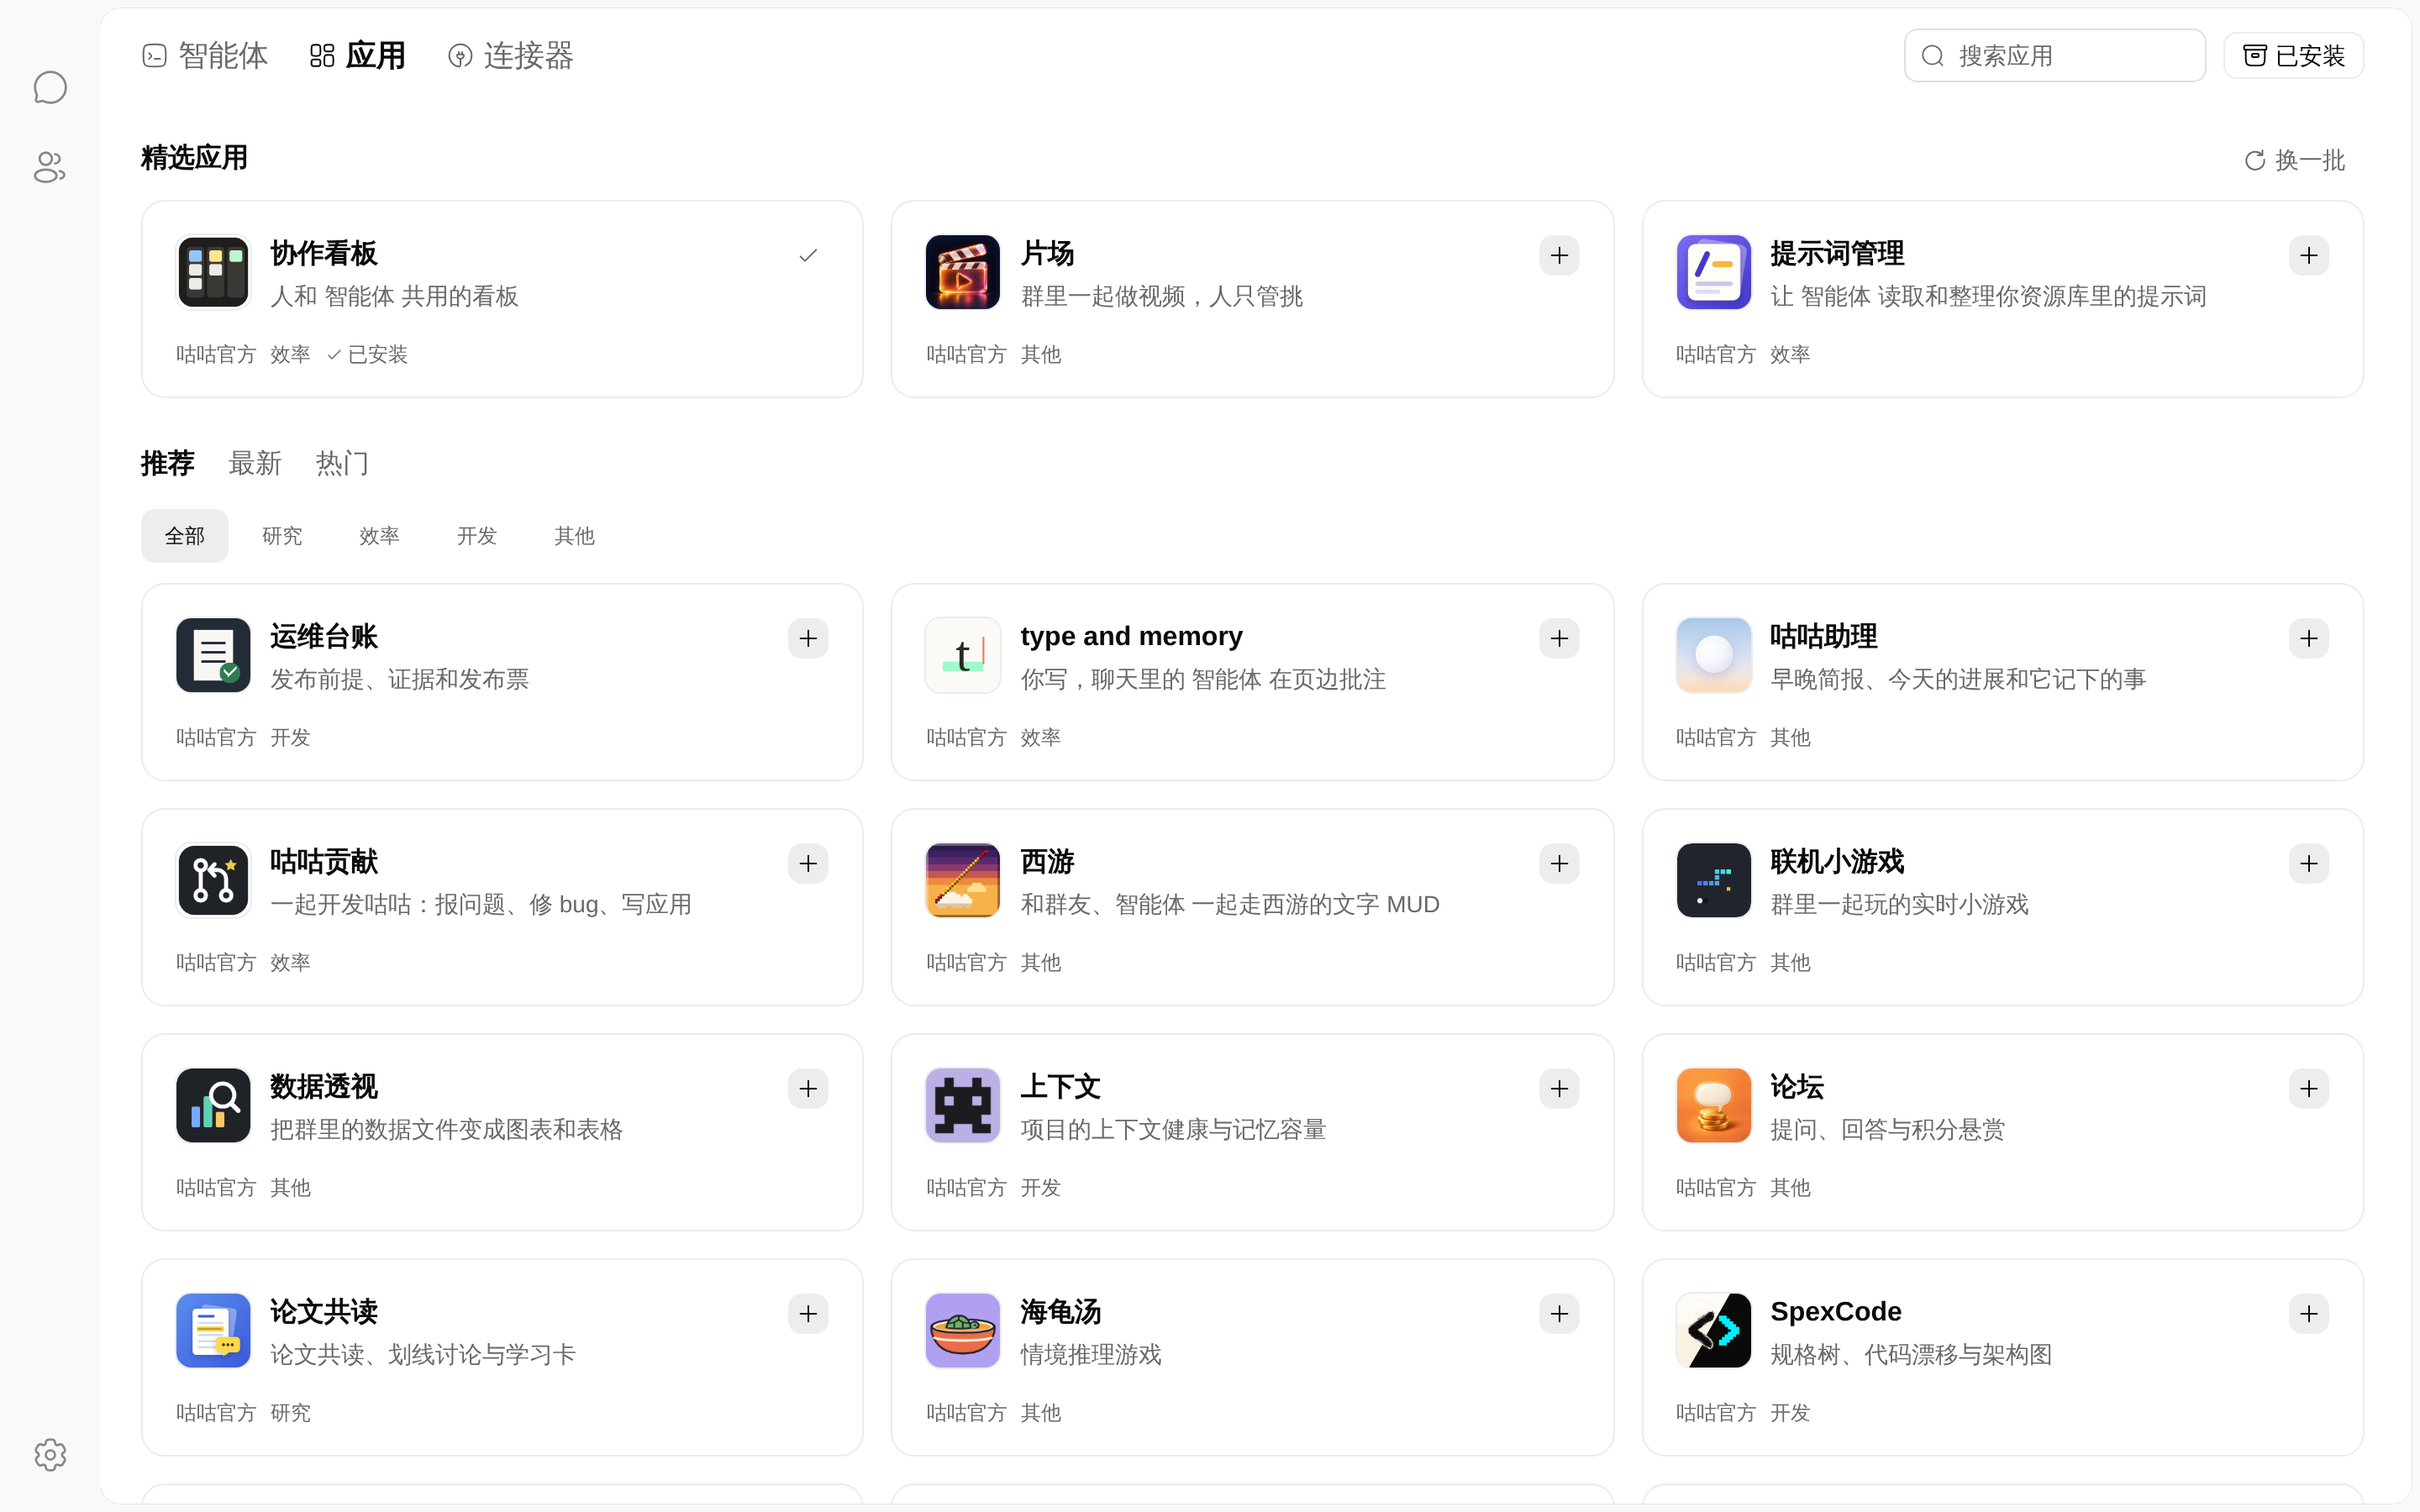 智能体 应用 连接器 搜索应用 已安装
精选应用 换一批
协作看板
人和 智能体 共用的看板
咕咕官方 效率 已安装
片场
群里一起做视频，人只管挑
咕咕官方 其他
提示词管理
让 智能体 读取和整理你资源库里的提示词
咕咕官方 效率
推荐 最新 热门
全部 研究 效率 开发 其他
运维台账
发布前提、证据和发布票
咕咕官方 开发
t
type and memory
你写，聊天里的 智能体 在页边批注
咕咕官方 效率
咕咕助理
早晚简报、今天的进展和它记下的事
咕咕官方 其他
咕咕贡献
一起开发咕咕：报问题、修 bug、写应用
咕咕官方 效率
西游
和群友、智能体 一起走西游的文字 MUD
咕咕官方 其他
联机小游戏
群里一起玩的实时小游戏
咕咕官方 其他
数据透视
把群里的数据文件变成图表和表格
咕咕官方 其他
上下文
项目的上下文健康与记忆容量
咕咕官方 开发
论坛
提问、回答与积分悬赏
咕咕官方 其他
论文共读
论文共读、划线讨论与学习卡
咕咕官方 研究
海龟汤
情境推理游戏
咕咕官方 其他
SpexCode
规格树、代码漂移与架构图
咕咕官方 开发